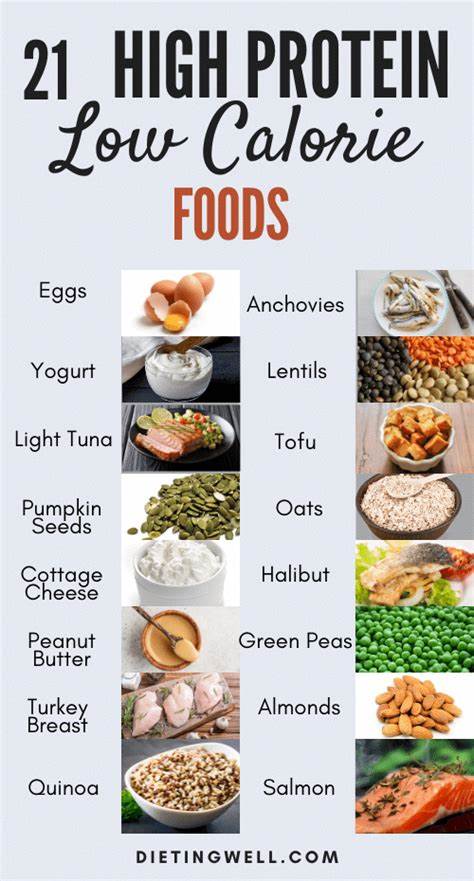 21 HIGH PROTEIN
Low Calorie
FOODS
Eggs
Yogurt
Light Tuna
Pumpkin
Seeds
Cottage
Cheese
Peanut
Butter
Turkey
Breast
Quinoa
Anchovies
Lentils
Tofu
Oats
Halibut
Green Peas
Almonds
Salmon
DIETINGWELL.COM